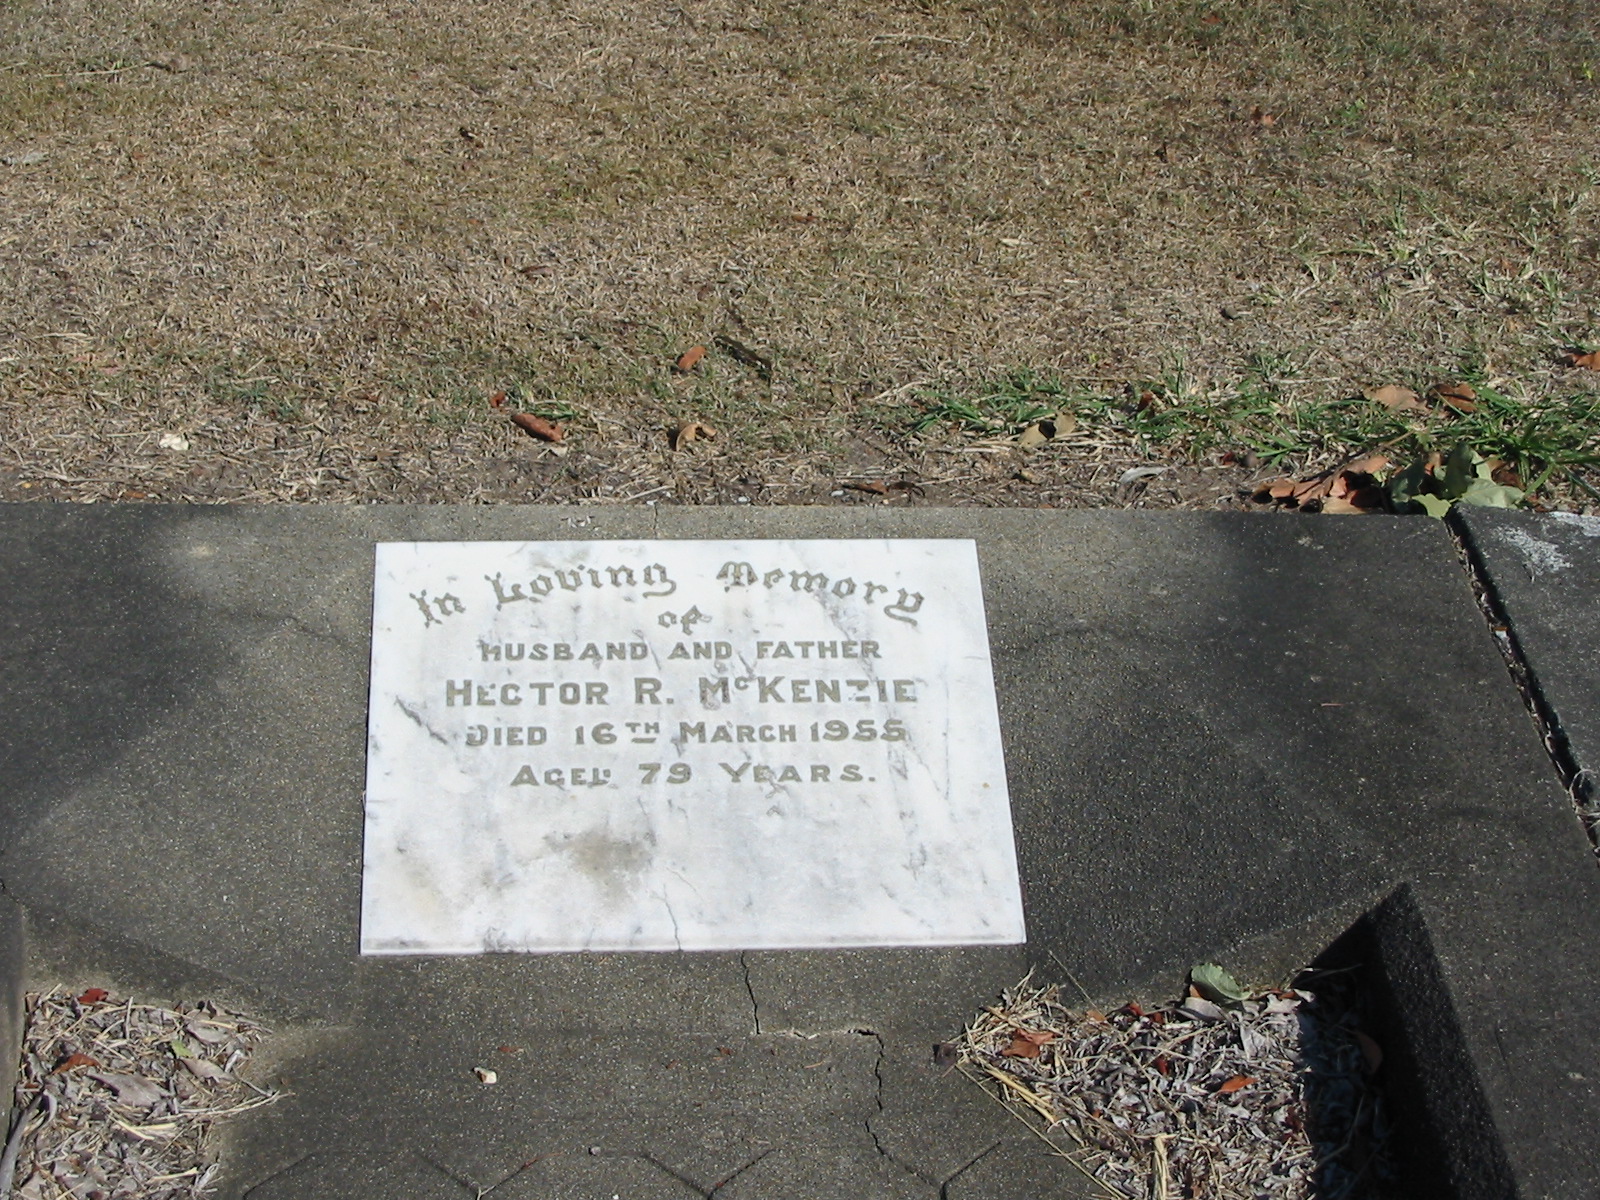 In Loving Memory
of
HUSBAND AND FATHER
HECTOR R. McKENZIE
DIED 16TH MARCH 1955
AGED 79 YEARS.